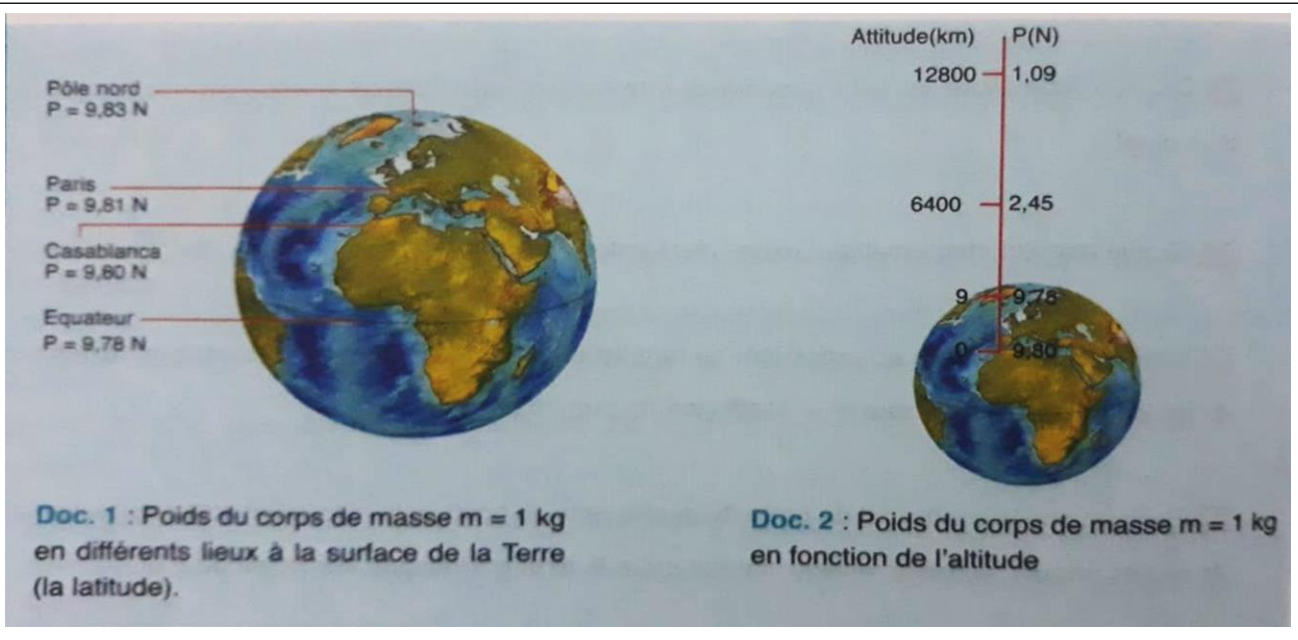 Pôle nord
P = 9,83 N
Paris
P = 9,81 N
Casablanca
P = 9,80 N
Equateur
P = 9,78 N
Doc. 1 : Poids du corps de masse m = 1 kg
en différents lieux à la surface de la Terre
(la latitude).
Attitude(km) P(N)
12800 1,09
6400 2,45
9 9,78
0 9,80
Doc. 2 : Poids du corps de masse m = 1 kg
en fonction de l'altitude